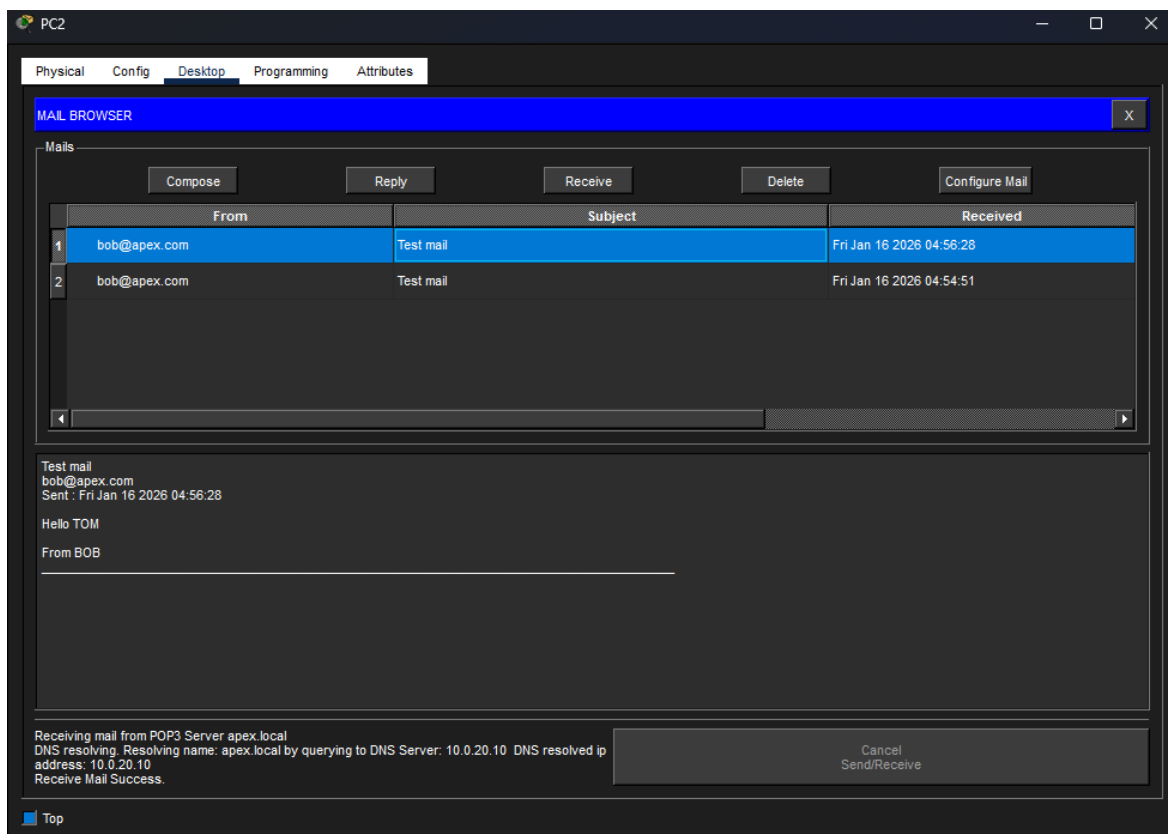 PC2
Physical Config Desktop Programming Attributes
MAIL BROWSER X
Mails
Compose Reply Receive Delete Configure Mail
From Subject Received
1 bob@apex.com Test mail Fri Jan 16 2026 04:56:28
2 bob@apex.com Test mail Fri Jan 16 2026 04:54:51
Test mail
bob@apex.com
Sent : Fri Jan 16 2026 04:56:28
Hello TOM
From BOB
Receiving mail from POP3 Server apex.local
DNS resolving. Resolving name: apex.local by querying to DNS Server: 10.0.20.10 DNS resolved ip
address: 10.0.20.10
Receive Mail Success.
Cancel
Send/Receive
Top